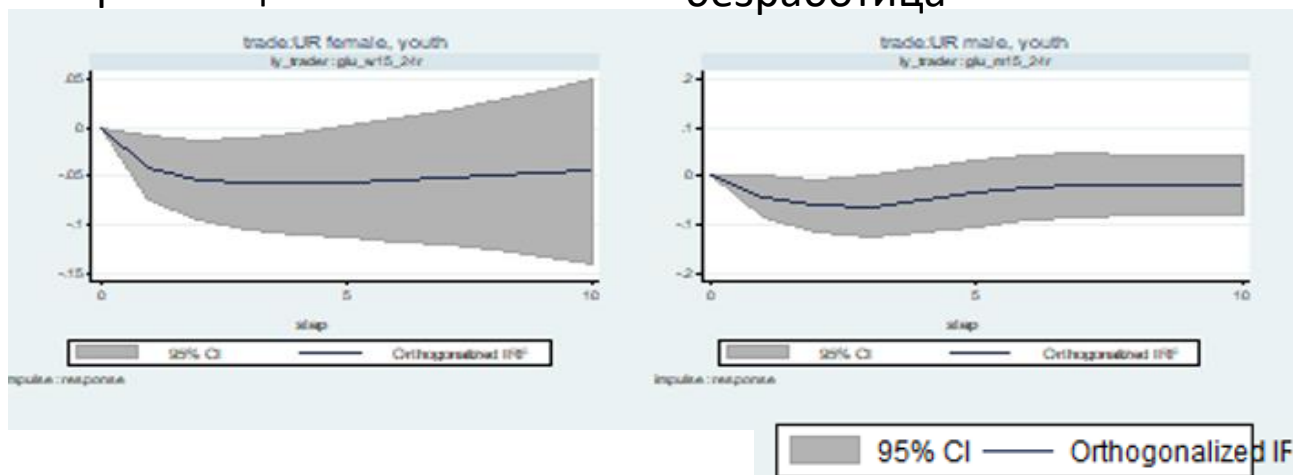 безработица
trade:UR female, youth
ly_trader:glu_w15_24r
.05
0
-.05
-.1
-.15
0 5 10
step
95% CI Orthogonalized IRF
impulse:response
trade:UR male, youth
ly_trader:glu_m15_24r
.2
.1
0
-.1
-.2
0 5 10
step
95% CI Orthogonalized IRF
impulse:response
95% CI Orthogonalized IF